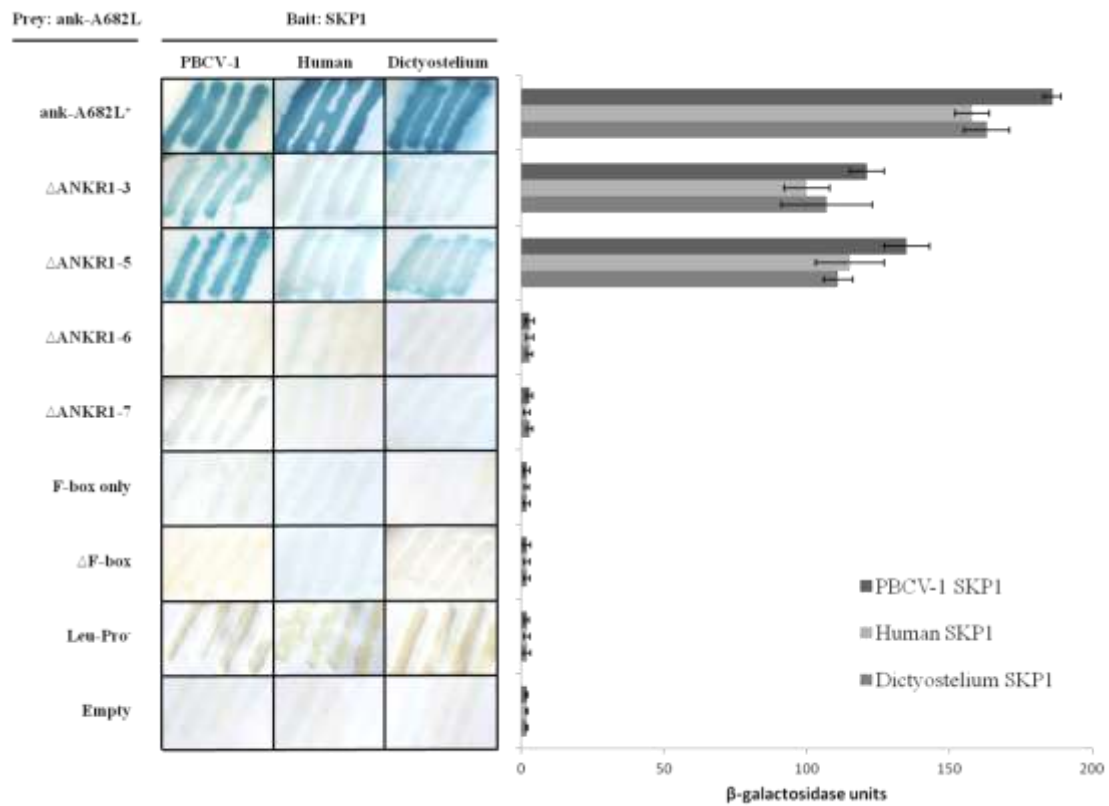 Prey: ank-A682L
Bait: SKP1
PBCV-1 Human Dictyostelium
ank-A682L⁺
△ANKR1-3
△ANKR1-5
△ANKR1-6
△ANKR1-7
F-box only
△F-box
Leu-Pro⁻
Empty
PBCV-1 SKP1
Human SKP1
Dictyostelium SKP1
0 50 100 150 200
β-galactosidase units